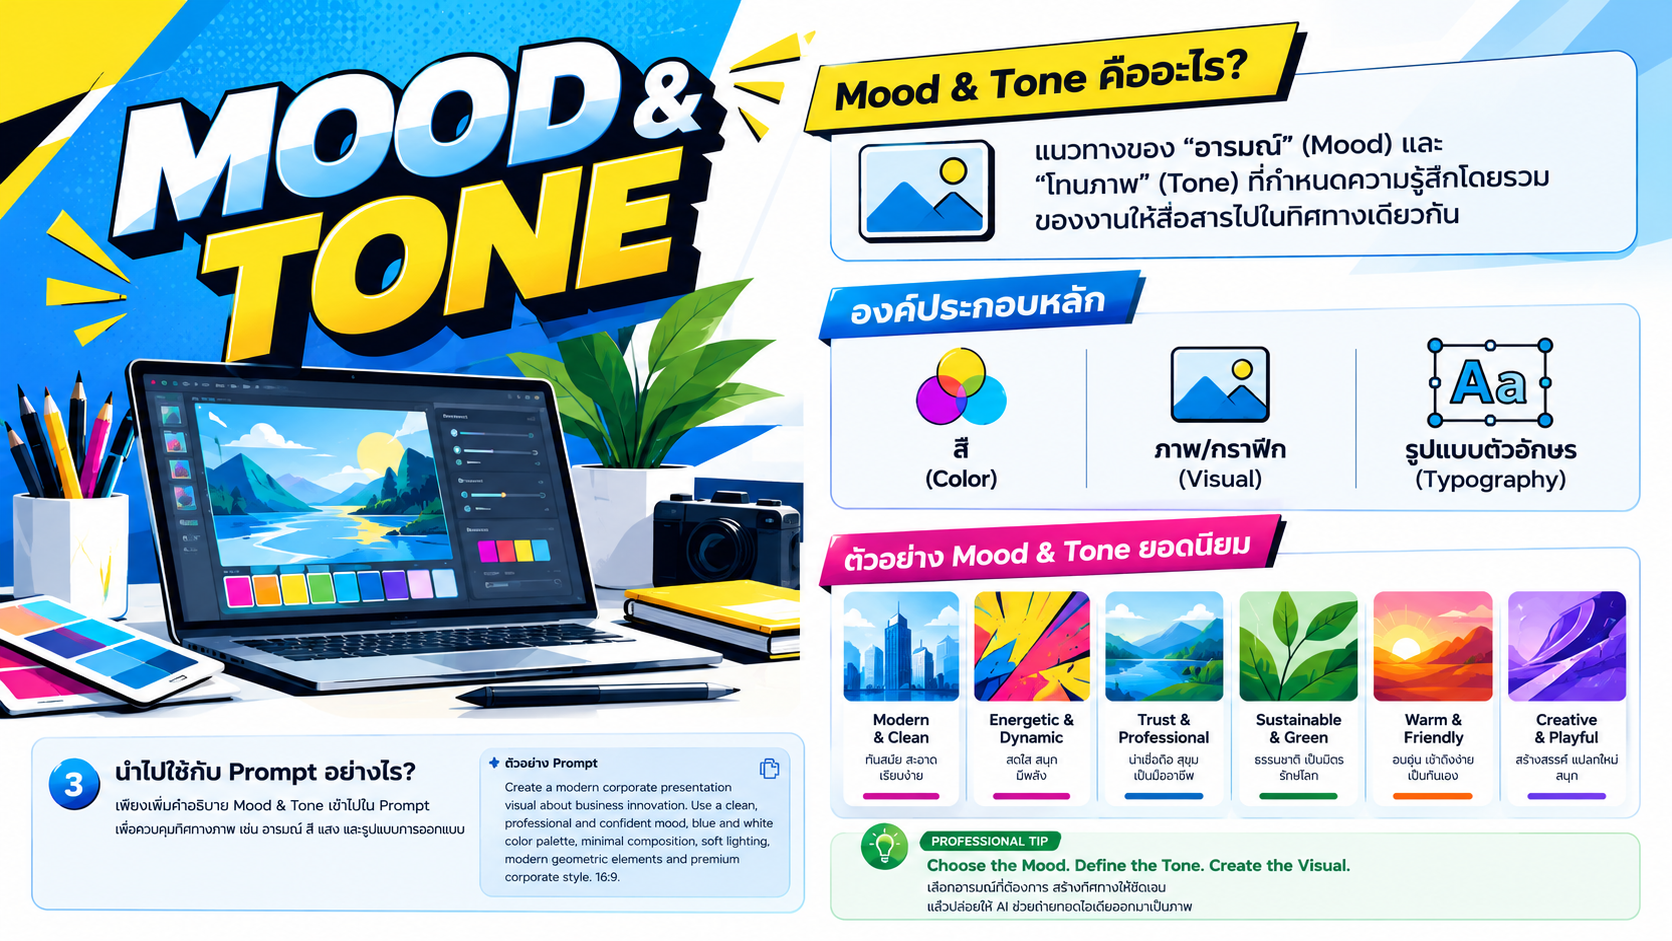 MOOD &
TONE
Mood & Tone คืออะไร?
แนวทางของ “อารมณ์” (Mood) และ
“โทนภาพ” (Tone) ที่กำหนดความรู้สึกโดยรวม
ของงานให้สื่อสารไปในทิศทางเดียวกัน
องค์ประกอบหลัก
สี
(Color)
ภาพ/กราฟิก
(Visual)
Aa
รูปแบบตัวอักษร
(Typography)
ตัวอย่าง Mood & Tone ยอดนิยม
Modern
& Clean
ทันสมัย สะอาด
เรียบง่าย
Energetic &
Dynamic
สดใส สนุก
มีพลัง
Trust &
Professional
น่าเชื่อถือ สุขุม
เป็นมืออาชีพ
Sustainable
& Green
ธรรมชาติ เป็นมิตร
รักษ์โลก
Warm &
Friendly
อบอุ่น เข้าถึงง่าย
เป็นกันเอง
Creative
& Playful
สร้างสรรค์ แปลกใหม่
สนุก
3
นำไปใช้กับ Prompt อย่างไร?
เพียงเพิ่มคำอธิบาย Mood & Tone เข้าไปใน Prompt
เพื่อควบคุมทิศทางภาพ เช่น อารมณ์ สี แสง และรูปแบบการออกแบบ
ตัวอย่าง Prompt
Create a modern corporate presentation
visual about business innovation. Use a clean,
professional and confident mood, blue and white
color palette, minimal composition, soft lighting,
modern geometric elements and premium
corporate style. 16:9.
PROFESSIONAL TIP
Choose the Mood. Define the Tone. Create the Visual.
เลือกอารมณ์ที่ต้องการ สร้างทิศทางให้ชัดเจน
แล้วปล่อยให้ AI ช่วยถ่ายทอดไอเดียออกมาเป็นภาพ